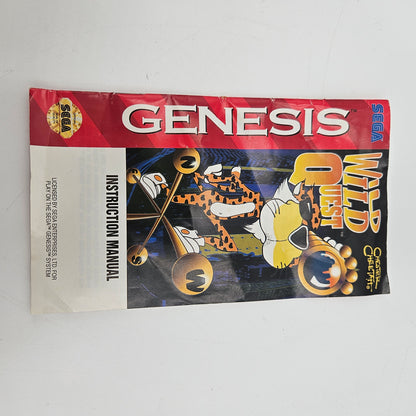 GENESIS
SEGA
SEGA
Chester
Cheetah
WILD
QUEST
N
W
S
INSTRUCTION MANUAL
LICENSED BY SEGA ENTERPRISES, LTD. FOR
PLAY ON THE SEGA™ GENESIS™ SYSTEM